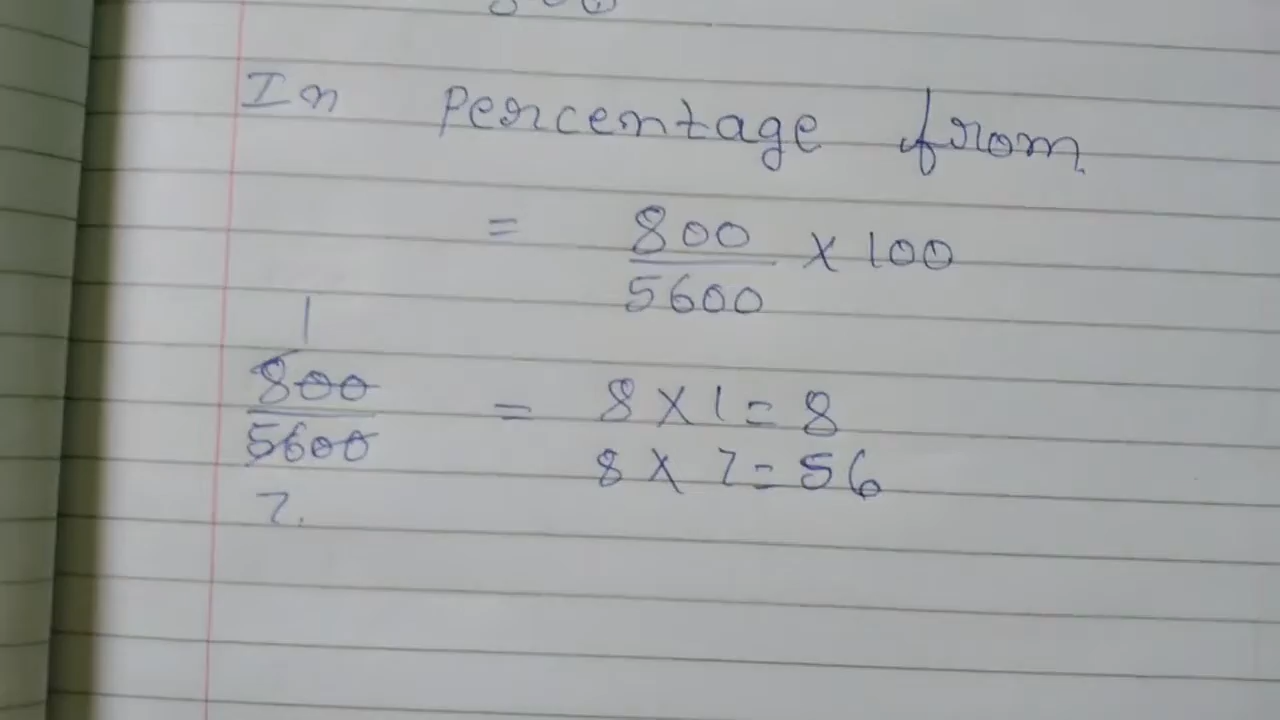 In Percentage from
= 800/5600 × 100
1
800/5600 = 8 × 1 = 8
8 × 7 = 56
7.